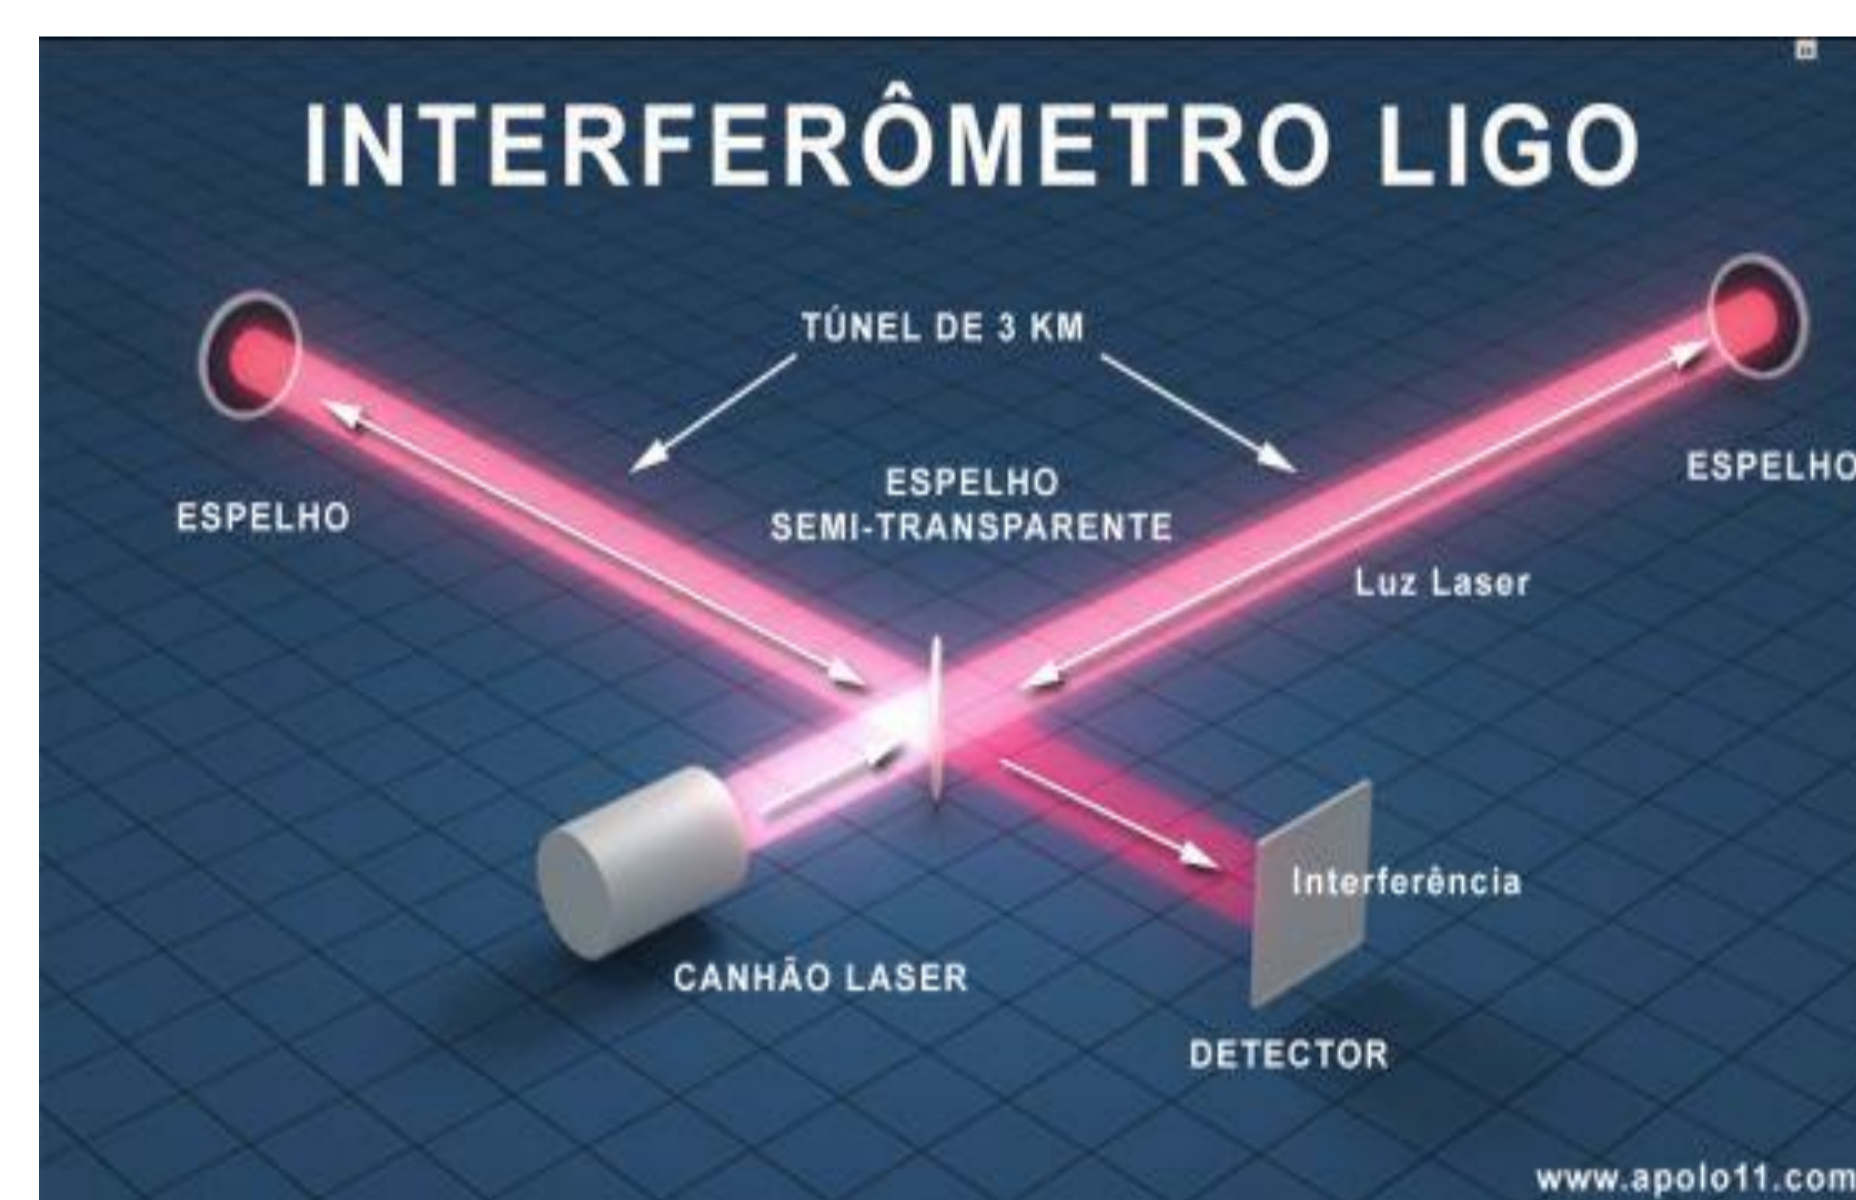 INTERFERÔMETRO LIGO
TÚNEL DE 3 KM
ESPELHO
SEMI-TRANSPARENTE
ESPELHO
ESPELHO
Luz Laser
Interferência
CANHÃO LASER
DETECTOR
www.apolo11.com